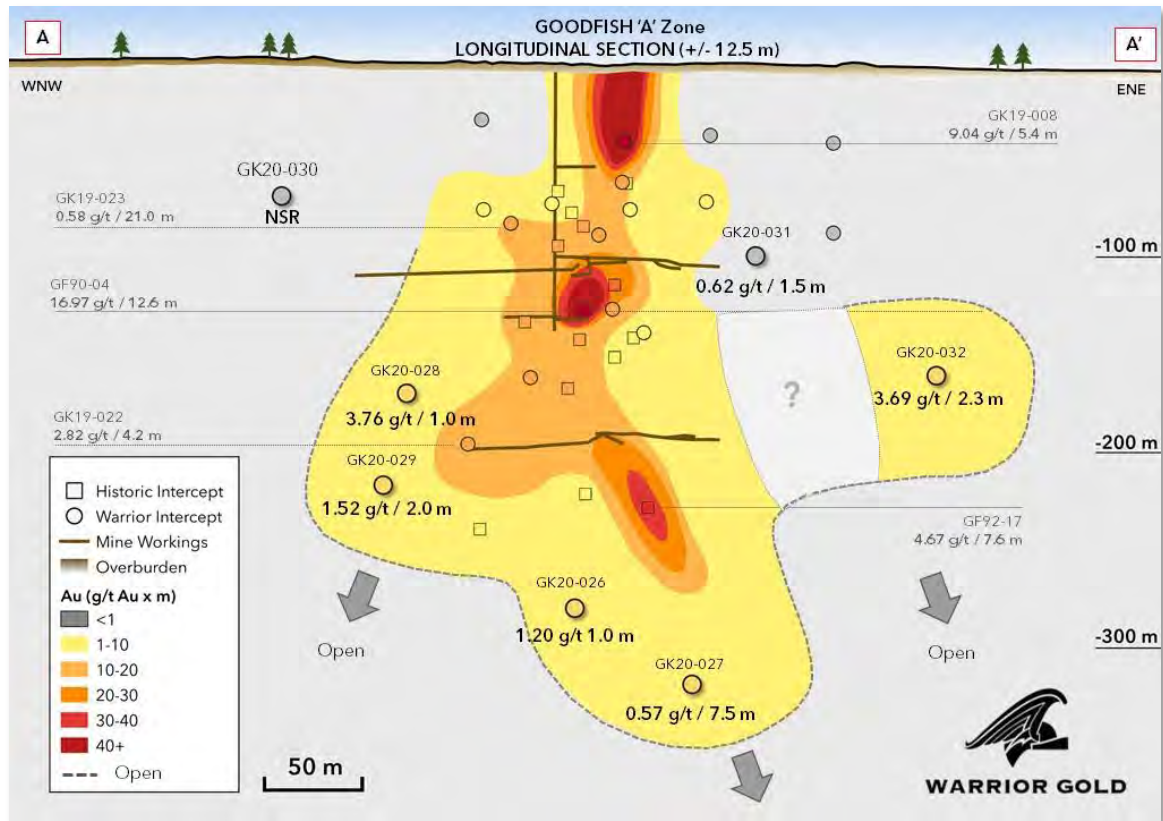 GOODFISH 'A' Zone
LONGITUDINAL SECTION (+/- 12.5 m)
A
A'
WNW
ENE
GK19-008
9.04 g/t / 5.4 m
GK20-030
NSR
GK19-023
0.58 g/t / 21.0 m
GK20-031
0.62 g/t / 1.5 m
-100 m
GF90-04
16.97 g/t / 12.6 m
GK20-028
3.76 g/t / 1.0 m
GK20-032
3.69 g/t / 2.3 m
?
GK19-022
2.82 g/t / 4.2 m
-200 m
GK20-029
1.52 g/t / 2.0 m
GF92-17
4.67 g/t / 7.6 m
GK20-026
1.20 g/t 1.0 m
GK20-027
0.57 g/t / 7.5 m
-300 m
Open
Open
Historic Intercept
Warrior Intercept
Mine Workings
Overburden
Au (g/t Au x m)
<1
1-10
10-20
20-30
30-40
40+
Open
50 m
WARRIOR GOLD